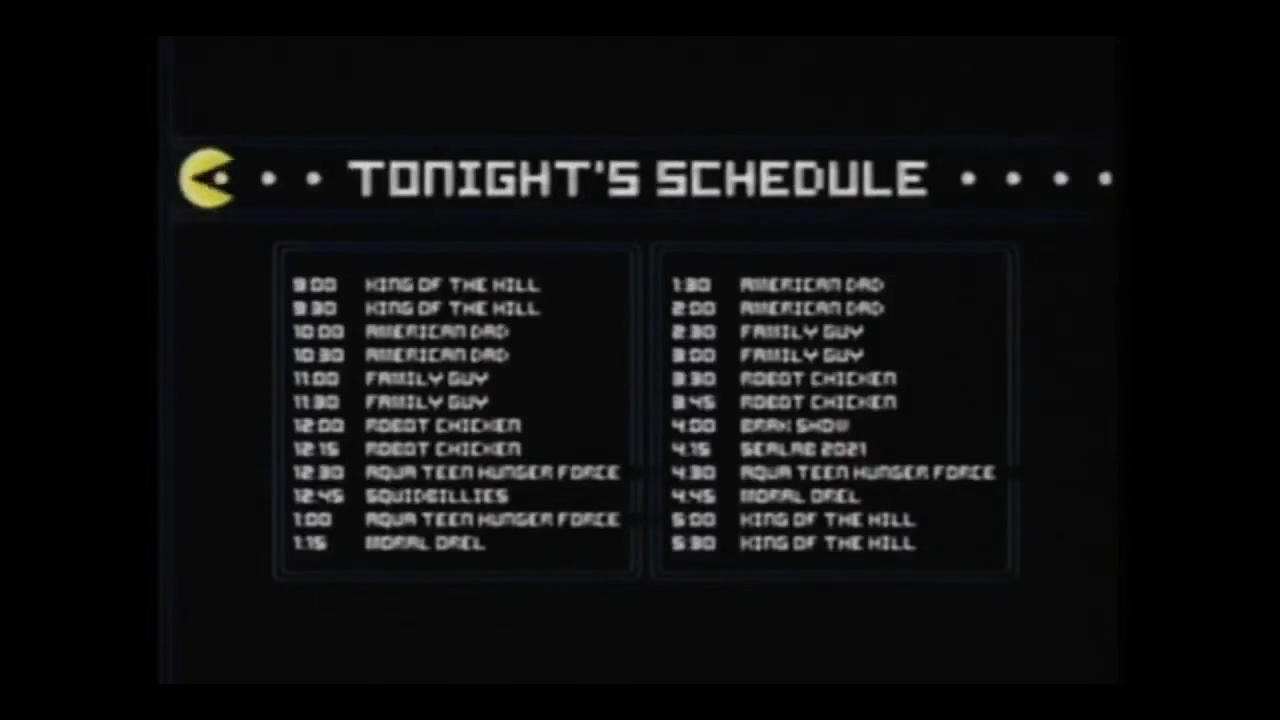 TONIGHT'S SCHEDULE
9:00 KING OF THE HILL
9:30 KING OF THE HILL
10:00 AMERICAN DAD
10:30 AMERICAN DAD
11:00 FAMILY GUY
11:30 FAMILY GUY
12:00 ROBOT CHICKEN
12:15 ROBOT CHICKEN
12:30 AQUA TEEN HUNGER FORCE
12:45 SQUIDBILLIES
1:00 AQUA TEEN HUNGER FORCE
1:15 MORAL OREL
1:30 AMERICAN DAD
2:00 AMERICAN DAD
2:30 FAMILY GUY
3:00 FAMILY GUY
3:30 ROBOT CHICKEN
3:45 ROBOT CHICKEN
4:00 BRAK SHOW
4:15 SEALAB 2021
4:30 AQUA TEEN HUNGER FORCE
4:45 MORAL OREL
5:00 KING OF THE HILL
5:30 KING OF THE HILL